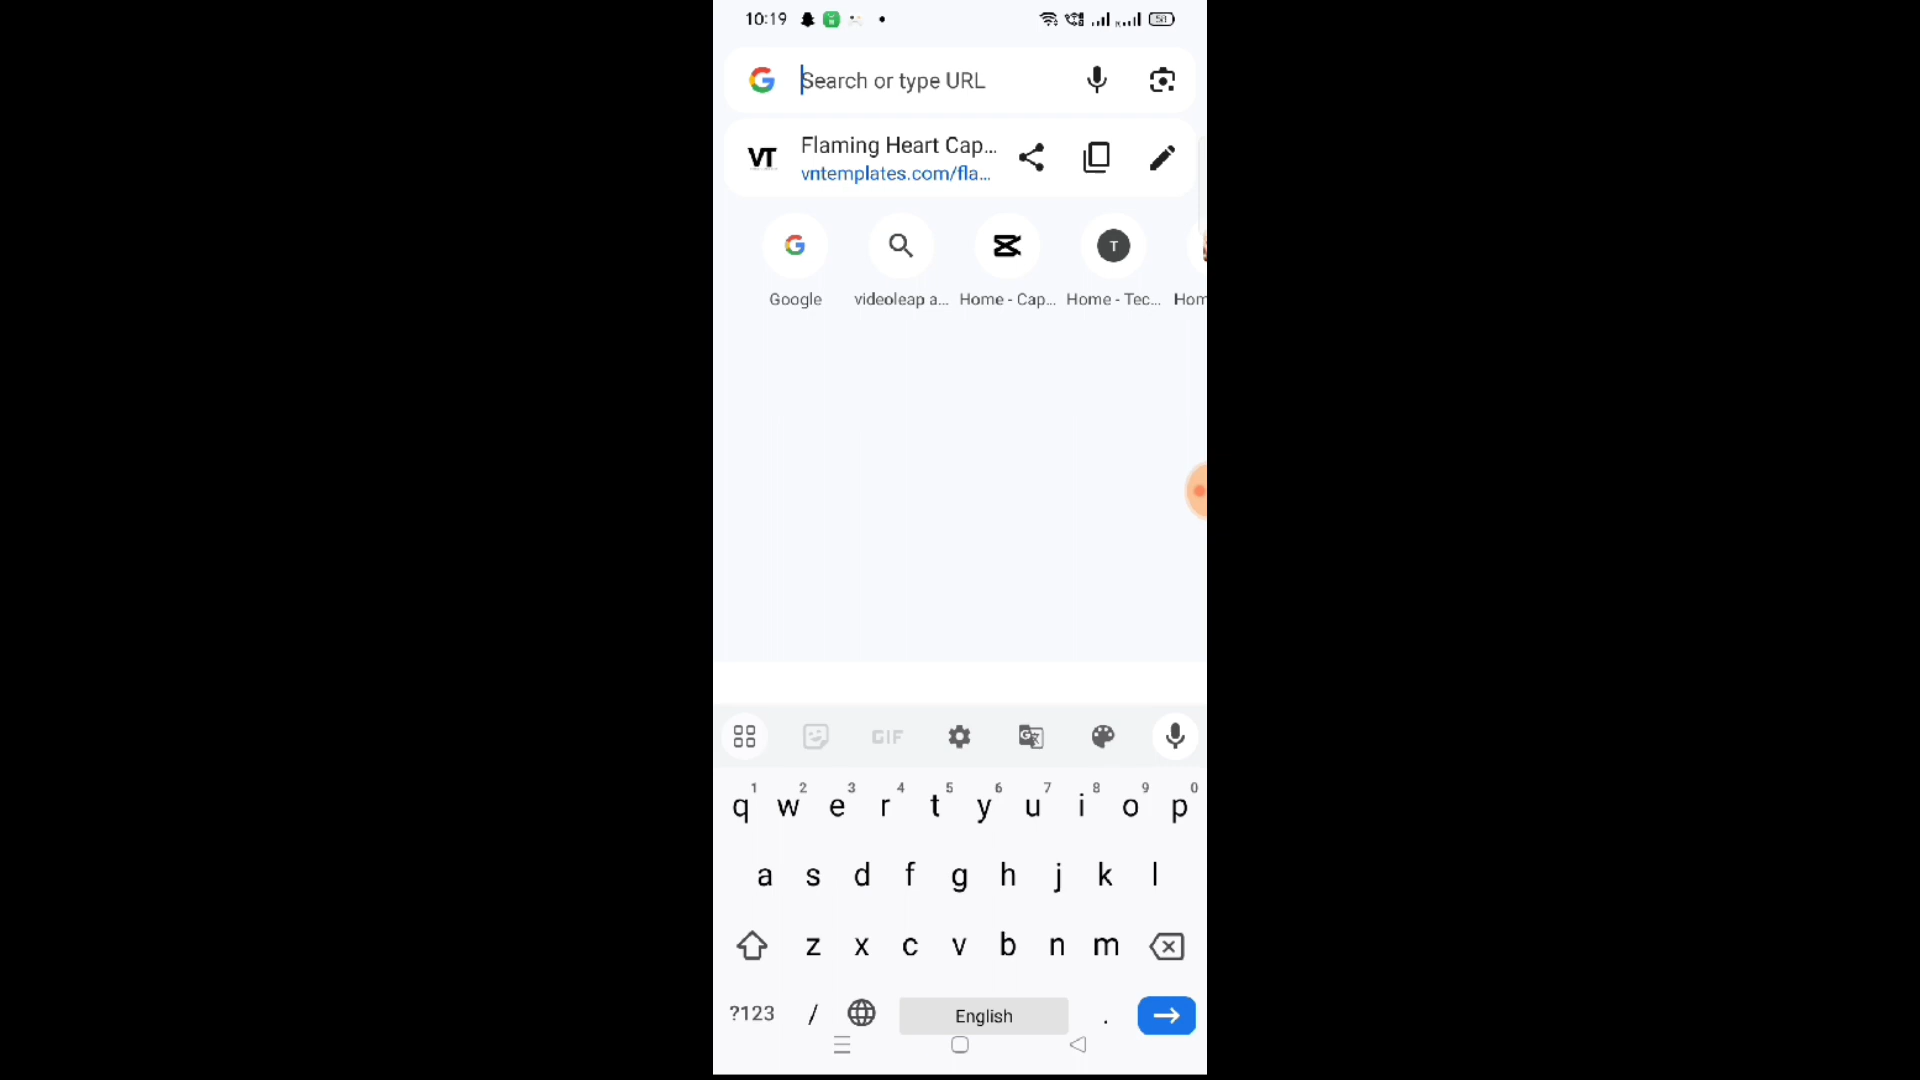 10:19
58
Search or type URL
VT
Flaming Heart Cap...
vntemplates.com/fla...
T
Google
videoleap a...
Home - Cap...
Home - Tec...
Hom
GIF
1 2 3 4 5 6 7 8 9 0
q w e r t y u i o p
a s d f g h j k l
z x c v b n m
?123 / English .